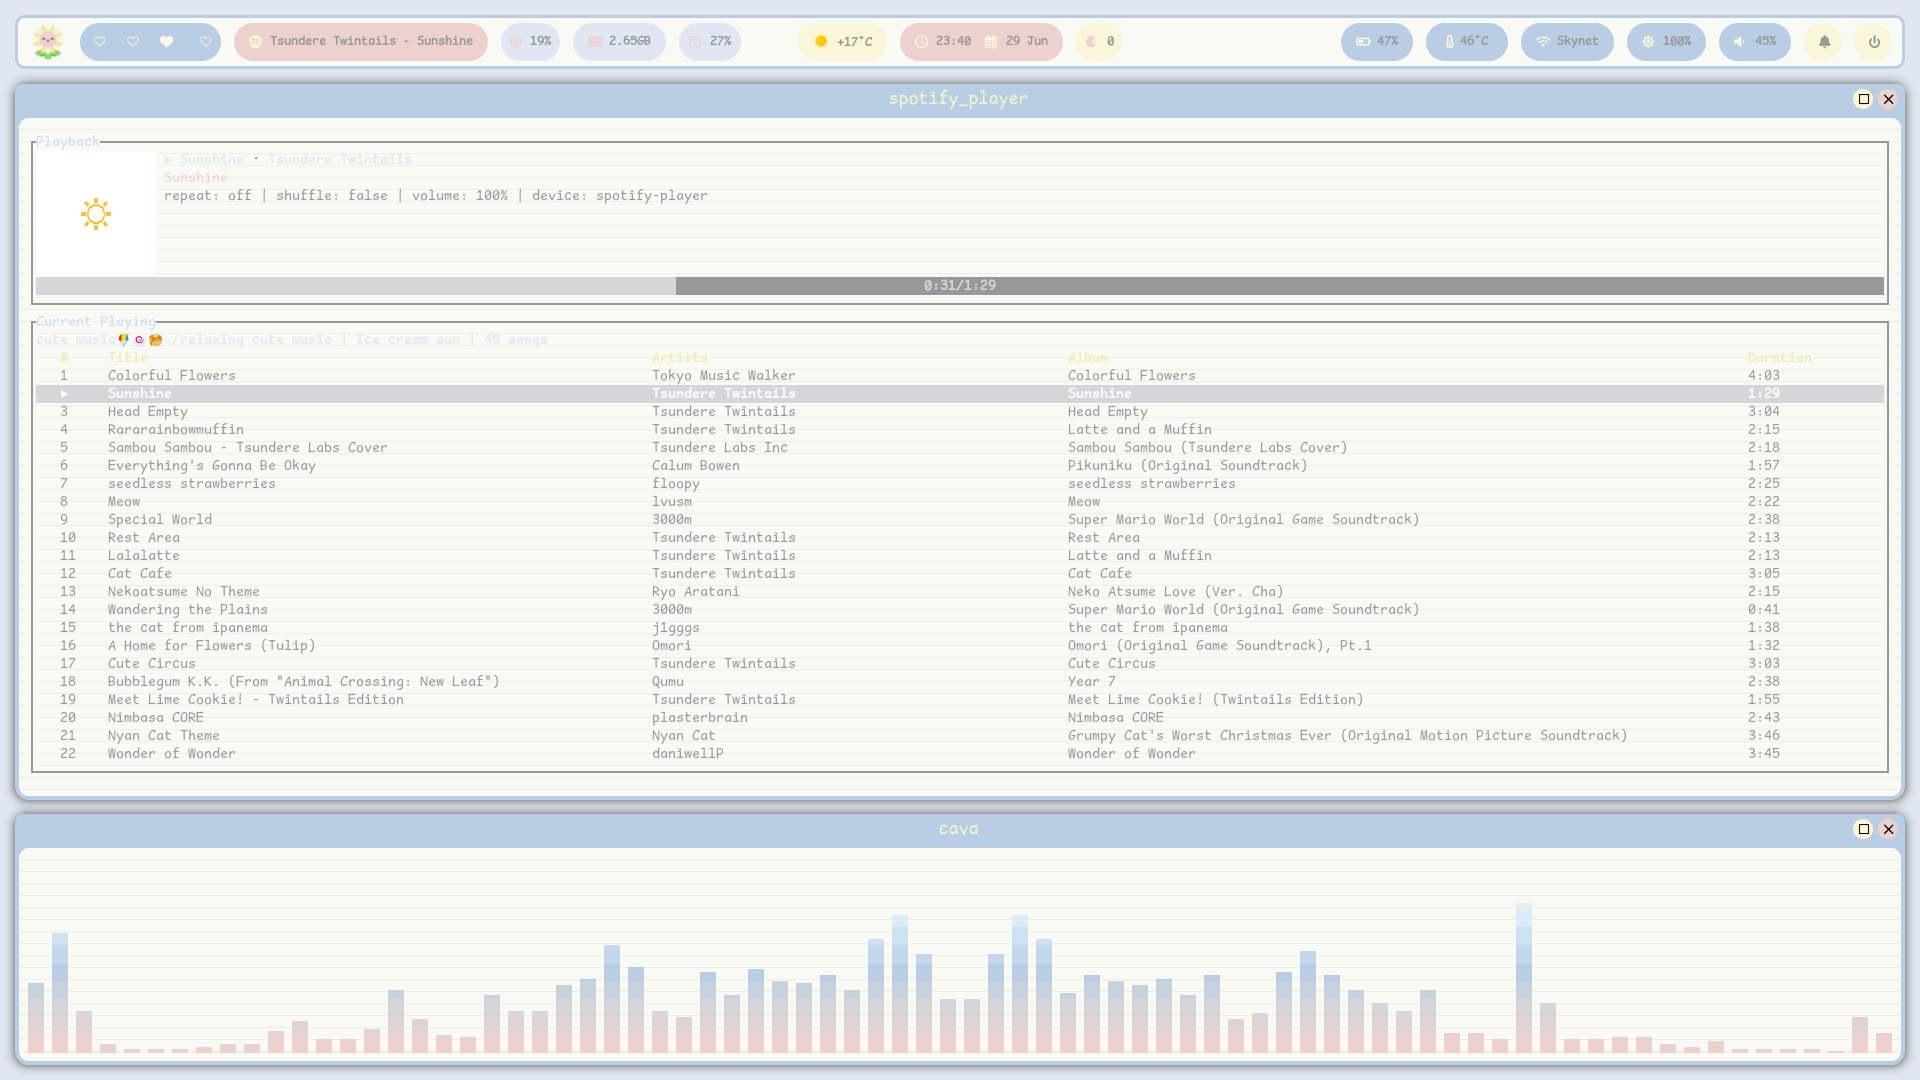 Tsundere Twintails - Sunshine 19% 2.65GB 27% +17°C 23:40 29 Jun 0 47% 46°C Skynet 100% 45%
spotify_player
Playback
▶ Sunshine · Tsundere Twintails
Sunshine
repeat: off | shuffle: false | volume: 100% | device: spotify-player
0:31/1:29
Current Playing
cute music🪁🍥🥞/relaxing cute music | Ice cream sun | 45 songs
# Title Artists Album Duration
1 Colorful Flowers Tokyo Music Walker Colorful Flowers 4:03
▶ Sunshine Tsundere Twintails Sunshine 1:29
3 Head Empty Tsundere Twintails Head Empty 3:04
4 Rararainbowmuffin Tsundere Twintails Latte and a Muffin 2:15
5 Sambou Sambou - Tsundere Labs Cover Tsundere Labs Inc Sambou Sambou (Tsundere Labs Cover) 2:18
6 Everything's Gonna Be Okay Calum Bowen Pikuniku (Original Soundtrack) 1:57
7 seedless strawberries floopy seedless strawberries 2:25
8 Meow lvusm Meow 2:22
9 Special World 3000m Super Mario World (Original Game Soundtrack) 2:38
10 Rest Area Tsundere Twintails Rest Area 2:13
11 Lalalatte Tsundere Twintails Latte and a Muffin 2:13
12 Cat Cafe Tsundere Twintails Cat Cafe 3:05
13 Nekoatsume No Theme Ryo Aratani Neko Atsume Love (Ver. Cha) 2:15
14 Wandering the Plains 3000m Super Mario World (Original Game Soundtrack) 0:41
15 the cat from ipanema j1gggs the cat from ipanema 1:38
16 A Home for Flowers (Tulip) Omori Omori (Original Game Soundtrack), Pt.1 1:32
17 Cute Circus Tsundere Twintails Cute Circus 3:03
18 Bubblegum K.K. (From "Animal Crossing: New Leaf") Qumu Year 7 2:38
19 Meet Lime Cookie! - Twintails Edition Tsundere Twintails Meet Lime Cookie! (Twintails Edition) 1:55
20 Nimbasa CORE plasterbrain Nimbasa CORE 2:43
21 Nyan Cat Theme Nyan Cat Grumpy Cat's Worst Christmas Ever (Original Motion Picture Soundtrack) 3:46
22 Wonder of Wonder daniwellP Wonder of Wonder 3:45
cava